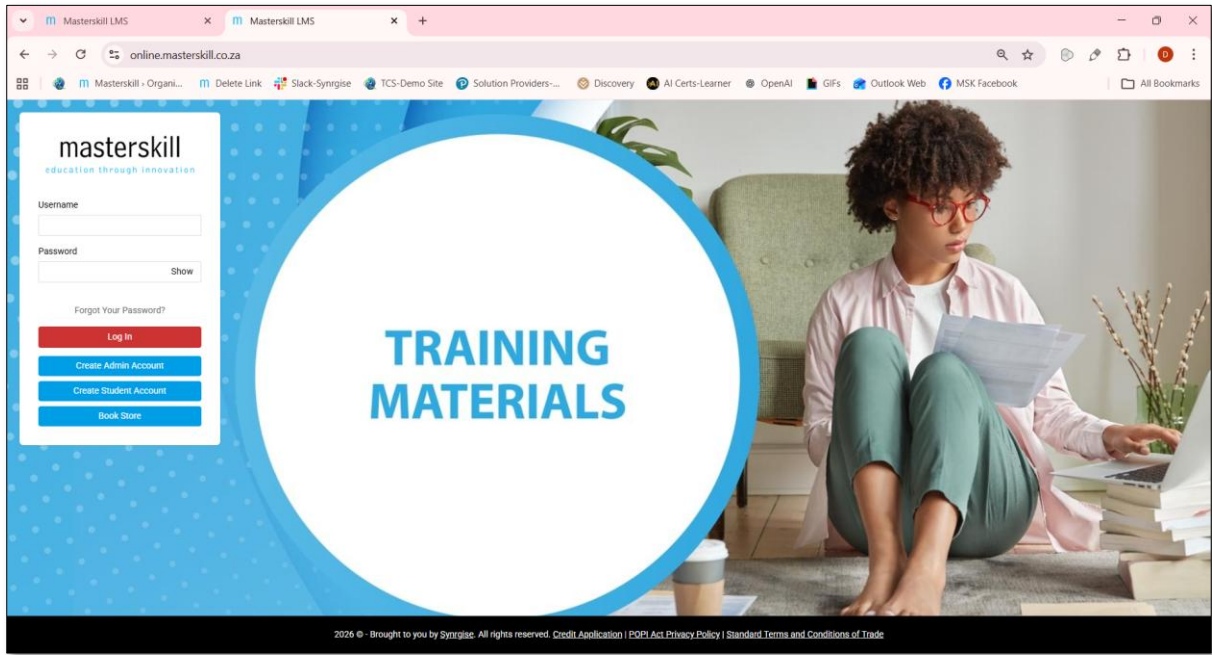 Masterskill LMS
Masterskill LMS
online.masterskill.co.za
Masterskill › Organi...
Delete Link
Slack-Synrgise
TCS-Demo Site
Solution Providers-...
Discovery
AI Certs-Learner
OpenAI
GIFs
Outlook Web
MSK Facebook
All Bookmarks
masterskill
education through innovation
Username
Password
Show
Forgot Your Password?
Log In
Create Admin Account
Create Student Account
Book Store
TRAINING
MATERIALS
2026 © - Brought to you by Synrgise. All rights reserved. Credit Application | POPI Act Privacy Policy | Standard Terms and Conditions of Trade